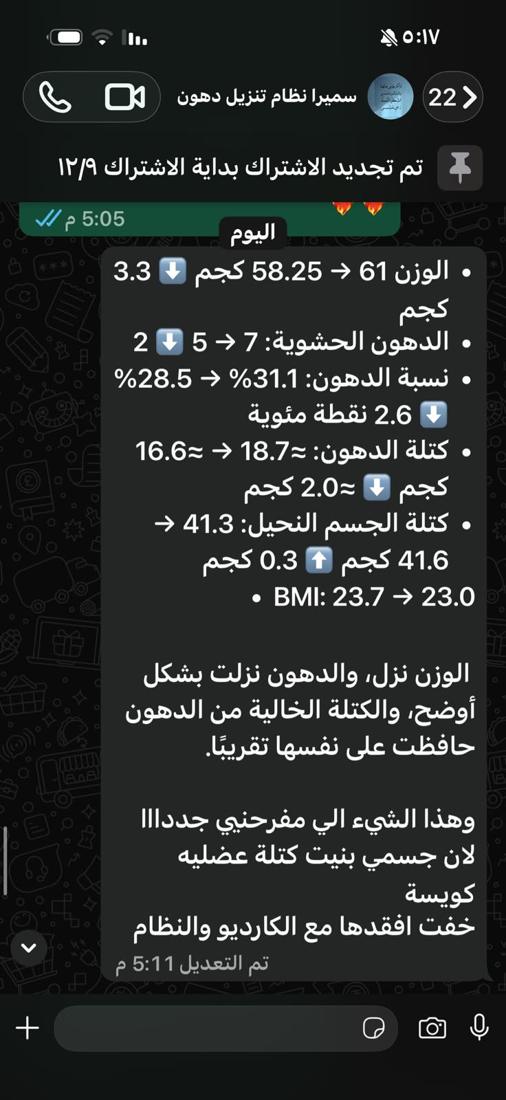 ٥:١٧
22
سميرا نظام تنزيل دهون
تم تجديد الاشتراك بداية الاشتراك ١٢/٩
5:05 م
اليوم
• الوزن 61 → 58.25 كجم ⬇️ 3.3
كجم
• الدهون الحشوية: 7 → 5 ⬇️ 2
• نسبة الدهون: 31.1% → 28.5%
⬇️ 2.6 نقطة مئوية
• كتلة الدهون: ≈18.7 → ≈16.6
كجم ⬇️ ≈2.0 كجم
• كتلة الجسم النحيل: 41.3 →
41.6 كجم ⬆️ 0.3 كجم
• BMI: 23.7 → 23.0
الوزن نزل، والدهون نزلت بشكل
أوضح، والكتلة الخالية من الدهون
حافظت على نفسها تقريبًا.
وهذا الشيء الي مفرحنيي جددااا
لان جسمي بنيت كتلة عضليه
كويسة
خفت افقدها مع الكارديو والنظام
تم التعديل 5:11 م